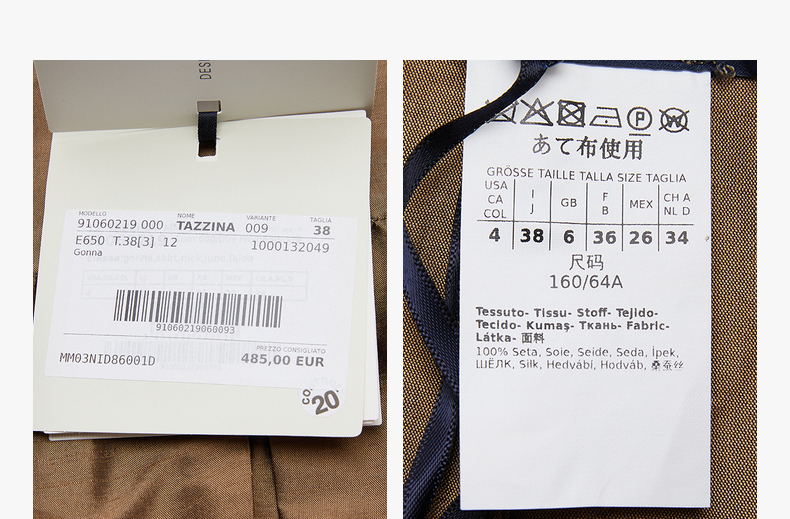 DES
MODELLO NOME VARIANTE TAGLIA
91060219 000 TAZZINA 009 38
E650 T.38[3] 12 1000132049
Gonna
91060219060093
PREZZO CONSIGLIATO
MM03NID86001D 485,00 EUR
CO
20.
P
W
あて布使用
GRÖSSE TAILLE TALLA SIZE TAGLIA
USA CA COL I J GB F B MEX CH A NL D
4 38 6 36 26 34
尺码
160/64A
Tessuto- Tissu- Stoff- Tejido-
Tecido- Kumaş- Ткань- Fabric-
Látka- 面料
100% Seta, Soie, Seide, Seda, İpek,
ШЁЛК, Silk, Hedvábí, Hodváb, 桑蚕丝